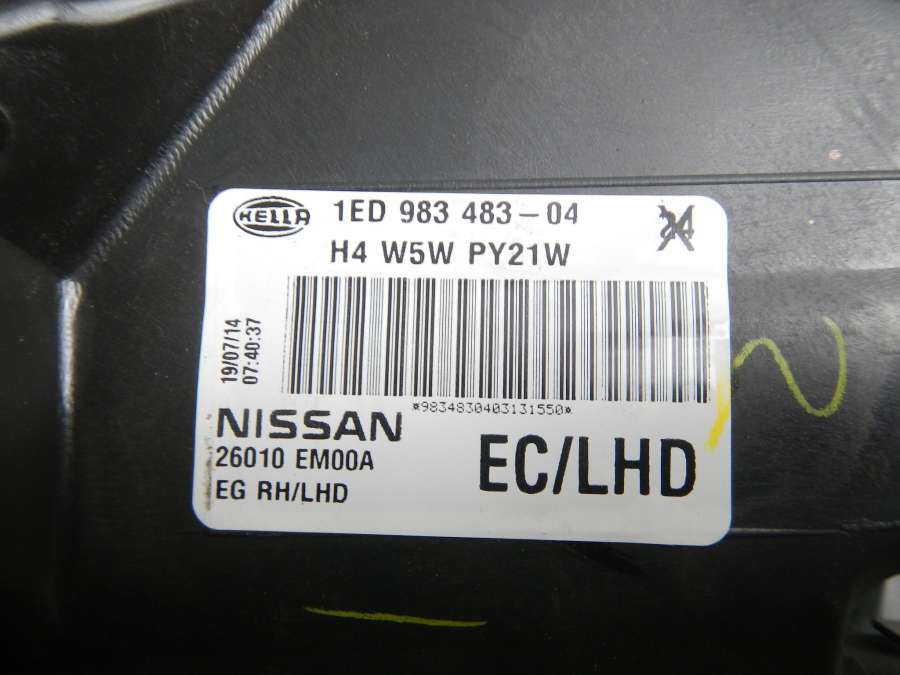 HELLA 1ED 983 483-04 24
H4 W5W PY21W
19/07/14
07:40:37
*9834830403131550*
NISSAN
26010 EM00A
EG RH/LHD
EC/LHD